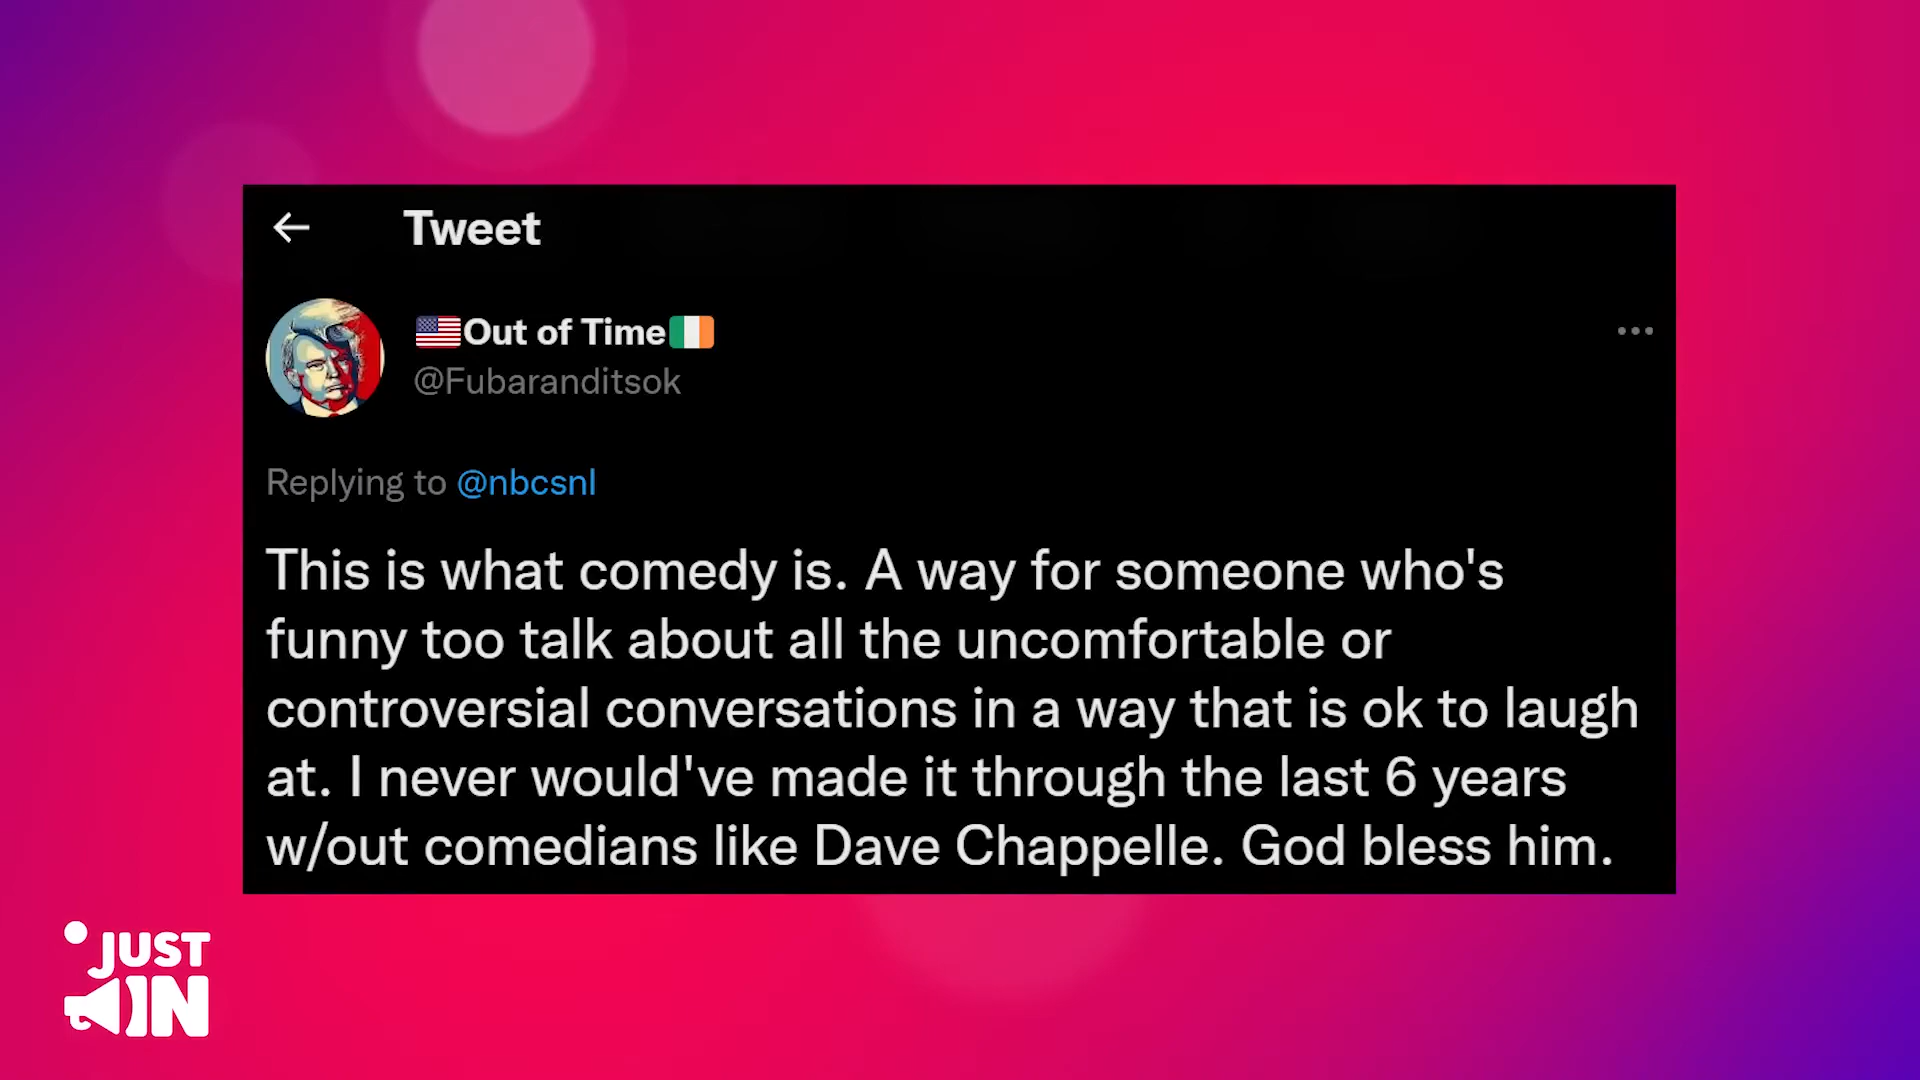 Tweet
🇺🇸Out of Time🇮🇪
@Fubaranditsok
Replying to @nbcsnl
This is what comedy is. A way for someone who's
funny too talk about all the uncomfortable or
controversial conversations in a way that is ok to laugh
at. I never would've made it through the last 6 years
w/out comedians like Dave Chappelle. God bless him.
JUST
IN